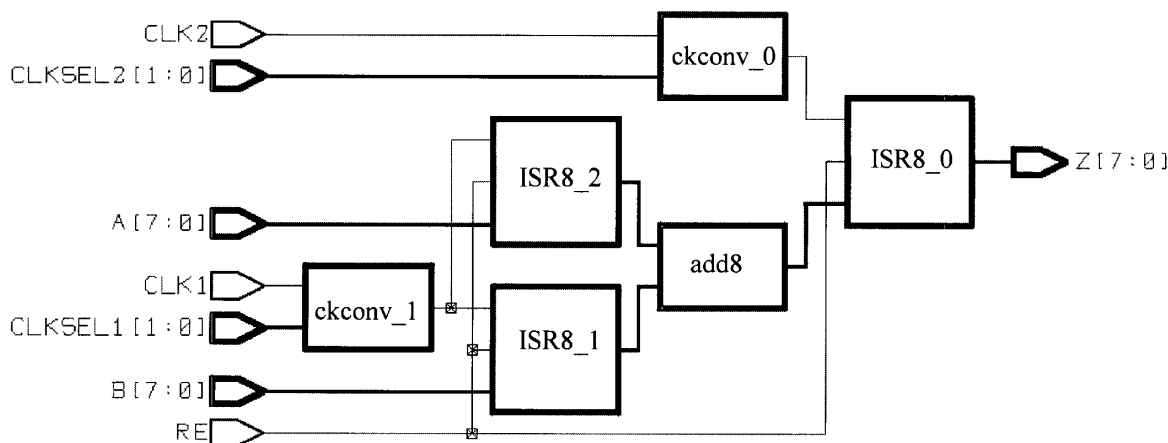 CLK2
CLKSEL2[1:0]
ckconv_0
ISR8_0
Z[7:0]
ISR8_2
A[7:0]
add8
CLK1
ckconv_1
CLKSEL1[1:0]
ISR8_1
B[7:0]
RE